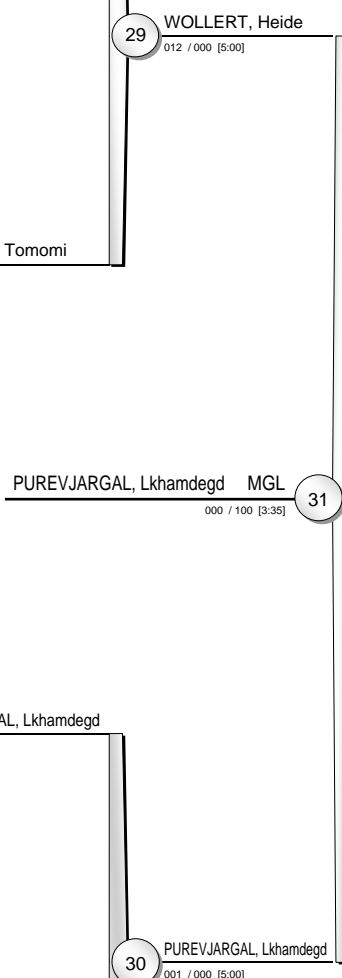 29
WOLLERT, Heide
012 / 000 [5:00]
Tomomi
PUREVJARGAL, Lkhamdegd MGL
31
000 / 100 [3:35]
AL, Lkhamdegd
30
PUREVJARGAL, Lkhamdegd
001 / 000 [5:00]